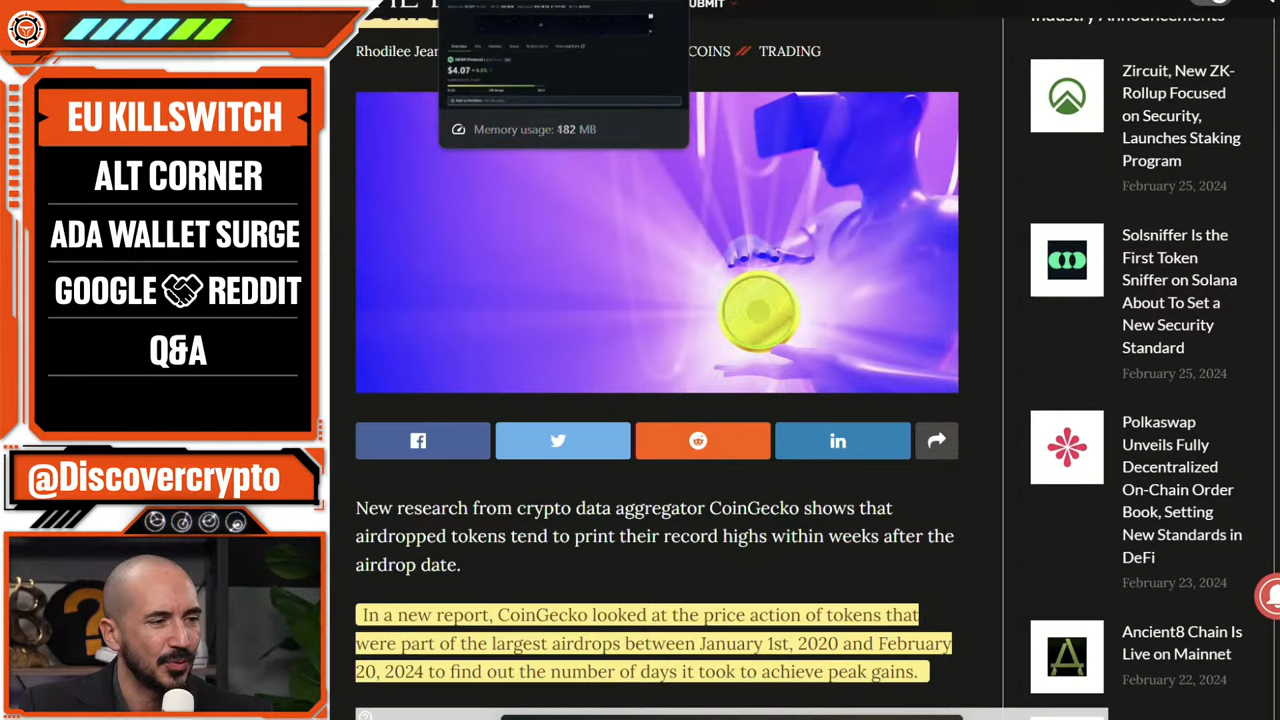 EU KILLSWITCH
ALT CORNER
ADA WALLET SURGE
GOOGLE REDDIT
Q&A
@Discovercrypto
Rhodilee Jean
COINS // TRADING
$4.07
Memory usage: 182 MB
New research from crypto data aggregator CoinGecko shows that
airdropped tokens tend to print their record highs within weeks after the
airdrop date.
In a new report, CoinGecko looked at the price action of tokens that
were part of the largest airdrops between January 1st, 2020 and February
20, 2024 to find out the number of days it took to achieve peak gains.
Industry Announcements
Zircuit, New ZK-
Rollup Focused
on Security,
Launches Staking
Program
February 25, 2024
Solsniffer Is the
First Token
Sniffer on Solana
About To Set a
New Security
Standard
February 25, 2024
Polkaswap
Unveils Fully
Decentralized
On-Chain Order
Book, Setting
New Standards in
DeFi
February 23, 2024
Ancient8 Chain Is
Live on Mainnet
February 22, 2024